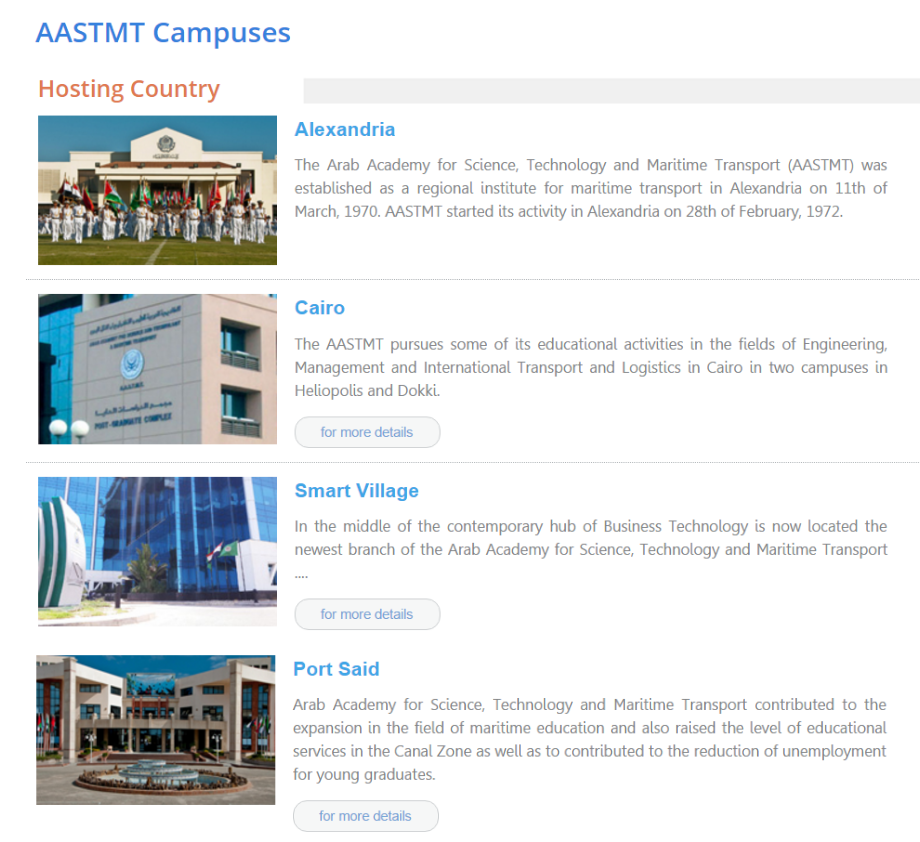 AASTMT Campuses
Hosting Country
Alexandria
The Arab Academy for Science, Technology and Maritime Transport (AASTMT) was
established as a regional institute for maritime transport in Alexandria on 11th of
March, 1970. AASTMT started its activity in Alexandria on 28th of February, 1972.
Cairo
The AASTMT pursues some of its educational activities in the fields of Engineering,
Management and International Transport and Logistics in Cairo in two campuses in
Heliopolis and Dokki.
POST-GRADUATE COMPLEX
for more details
Smart Village
In the middle of the contemporary hub of Business Technology is now located the
newest branch of the Arab Academy for Science, Technology and Maritime Transport
....
for more details
Port Said
Arab Academy for Science, Technology and Maritime Transport contributed to the
expansion in the field of maritime education and also raised the level of educational
services in the Canal Zone as well as to contributed to the reduction of unemployment
for young graduates.
for more details